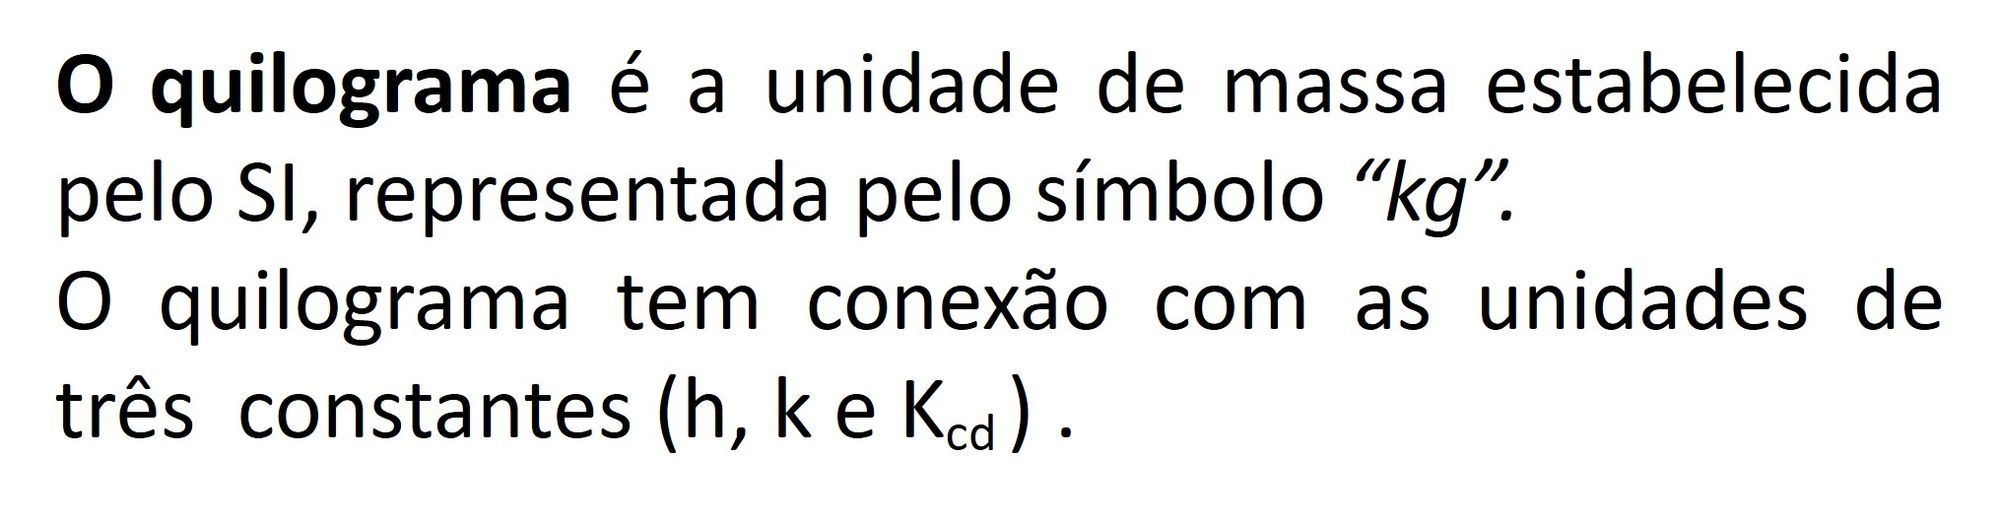 O quilograma é a unidade de massa estabelecida
pelo SI, representada pelo símbolo “kg”.
O quilograma tem conexão com as unidades de
três constantes (h, k e Kcd ) .